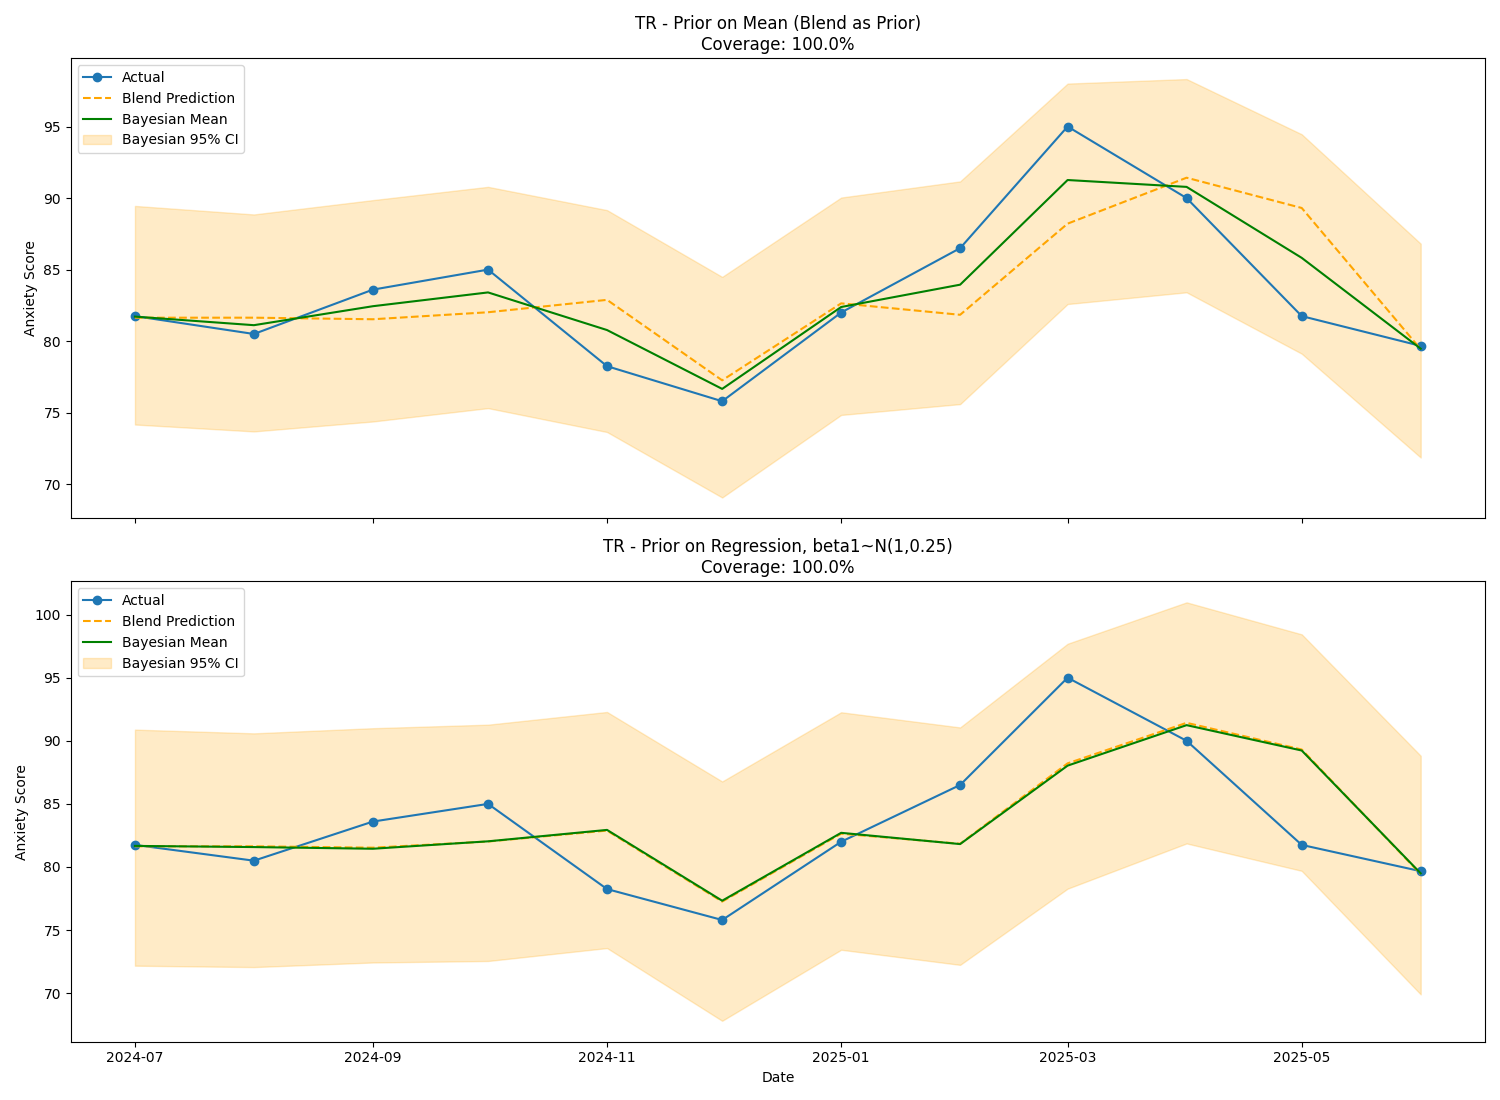 TR - Prior on Mean (Blend as Prior)
Coverage: 100.0%
Actual
Blend Prediction
Bayesian Mean
Bayesian 95% CI
95
90
85
80
75
70
Anxiety Score
TR - Prior on Regression, beta1~N(1,0.25)
Coverage: 100.0%
Actual
Blend Prediction
Bayesian Mean
Bayesian 95% CI
100
95
90
85
80
75
70
Anxiety Score
2024-07 2024-09 2024-11 2025-01 2025-03 2025-05
Date